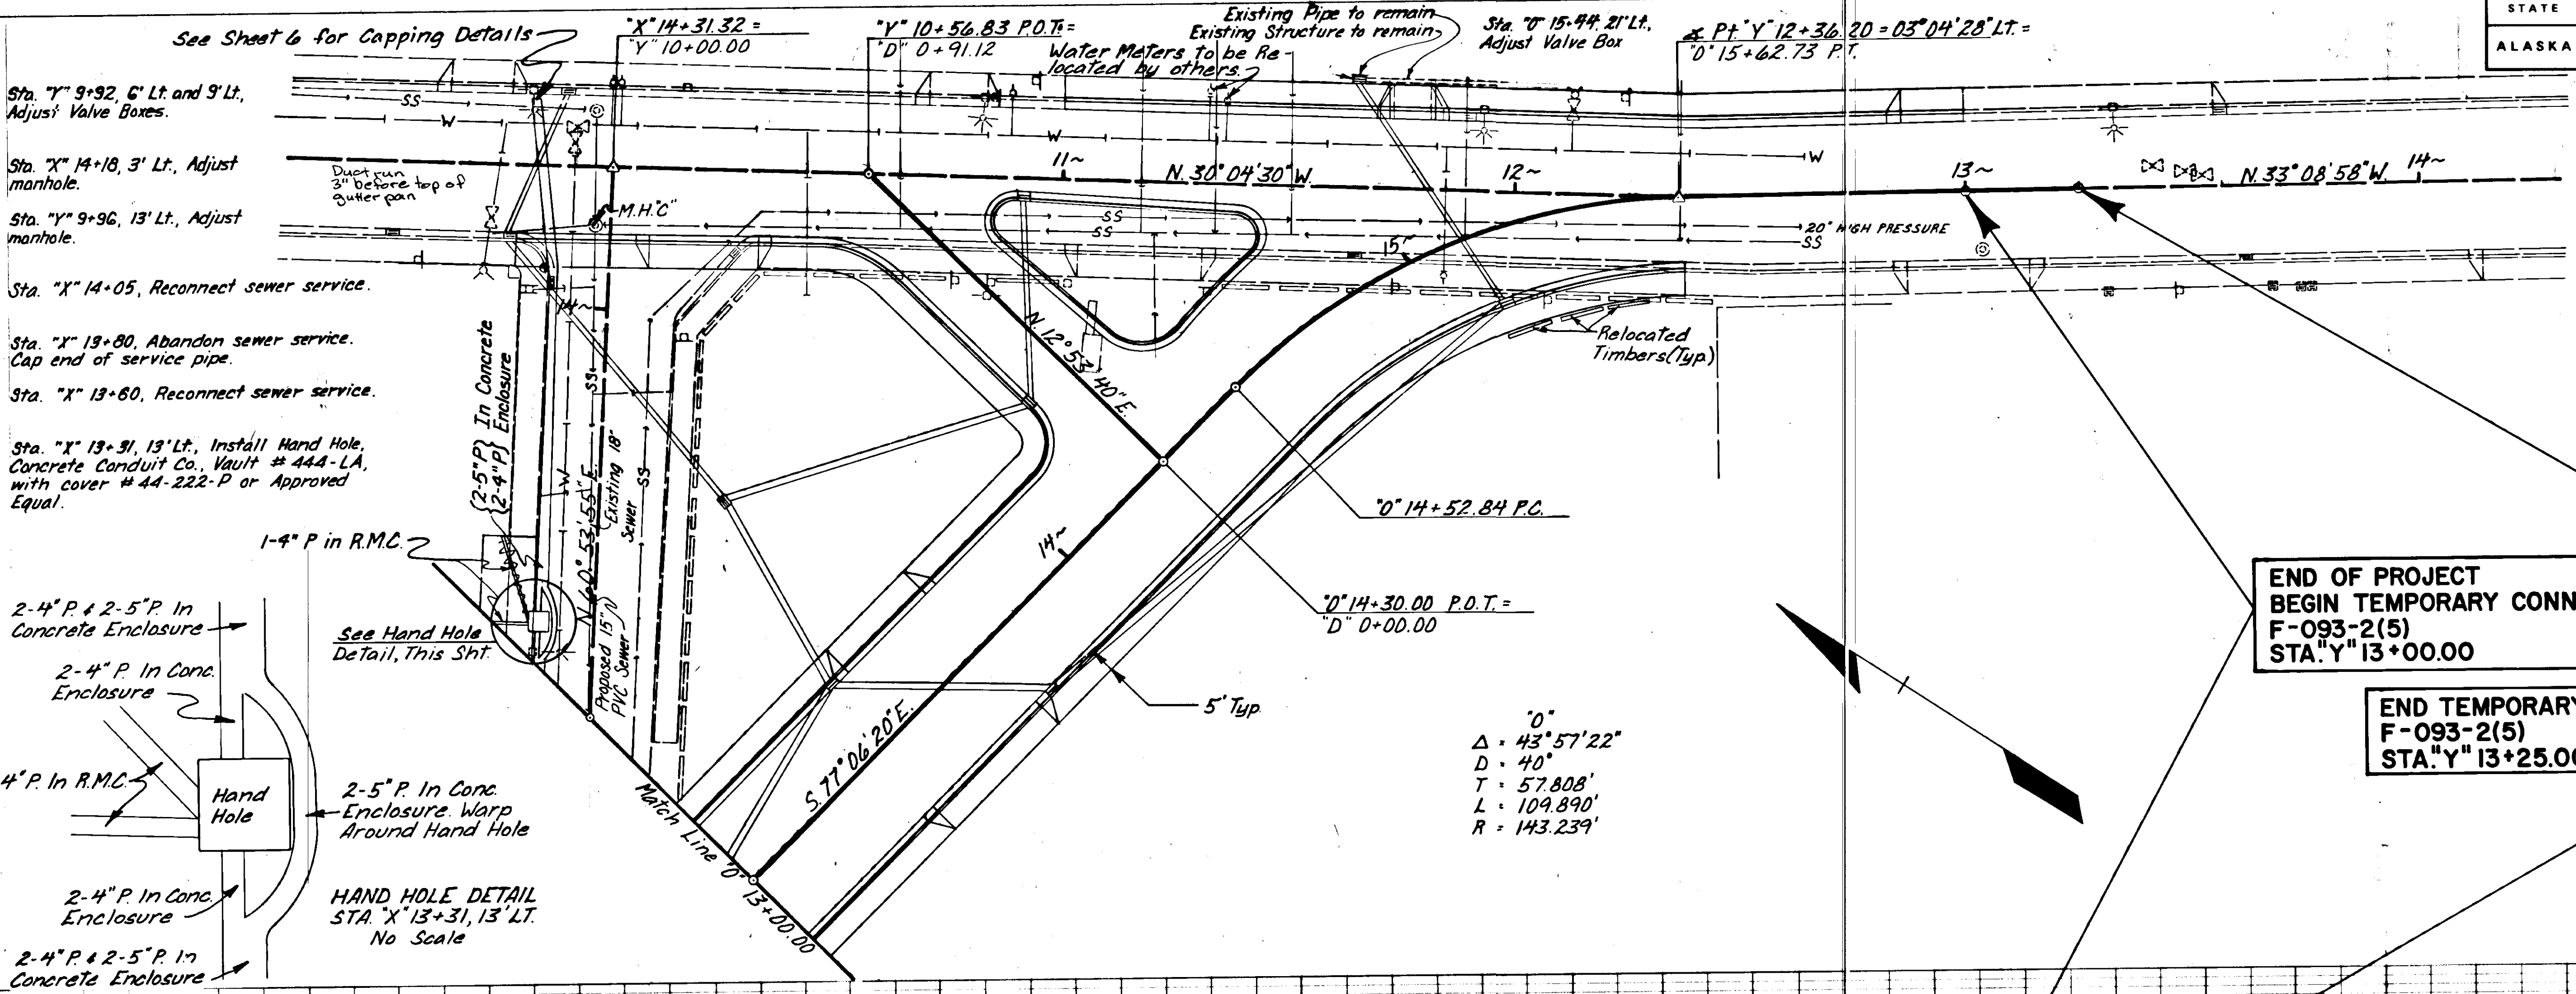 STATE
ALASKA
See Sheet 6 for Capping Details
"X" 14+31.32 =
"Y" 10+00.00
"Y" 10+56.83 P.O.T. =
"D" 0+91.12
Existing Pipe to remain
Existing Structure to remain
Water Meters to be Re-
located by others.
Sta. "O" 15+44, 21' Lt.,
Adjust Valve Box
∡ Pt. "Y" 12+36.20 = 03°04'28" LT. =
"O" 15+62.73 P.T.
Sta. "Y" 9+92, 6' Lt. and 9' Lt.,
Adjust Valve Boxes.
Sta. "X" 14+18, 3' Lt., Adjust
manhole.
Sta. "Y" 9+96, 13' Lt., Adjust
manhole.
Sta. "X" 14+05, Reconnect sewer service.
Sta. "X" 13+80, Abandon sewer service.
Cap end of service pipe.
Sta. "X" 13+60, Reconnect sewer service.
Sta. "X" 13+31, 13' Lt., Install Hand Hole,
Concrete Conduit Co., Vault # 444-LA,
with cover # 44-222-P or Approved
Equal.
SS
W
W
W
Duct run
3" before top of
gutter pan
M.H. "C"
11~
N. 30° 04' 30" W.
12~
13~
N. 33° 08' 58" W.
14~
SS
SS
20" HIGH PRESSURE
SS
15~
14~
N. 12° 53' 40" E.
Relocated
Timbers (Typ.)
{2-5" P} In Concrete
{2-4" P} Enclosure
W
SS
N. 60° 53' 55" E.
Existing 18"
Sewer
SS
Proposed 15"
PVC Sewer
1-4" P in R.M.C.
See Hand Hole
Detail, This Sht.
"O" 14+52.84 P.C.
14~
"O" 14+30.00 P.O.T. =
"D" 0+00.00
5' Typ.
S. 77° 06' 20" E.
Match Line "O" 13+00.00
"O"
Δ = 43° 57' 22"
D = 40°
T = 57.808'
L = 109.890'
R = 143.239'
END OF PROJECT
BEGIN TEMPORARY CONN
F-093-2(5)
STA. "Y" 13+00.00
END TEMPORARY
F-093-2(5)
STA. "Y" 13+25.00
2-4" P. & 2-5" P. In
Concrete Enclosure
2-4" P. In Conc.
Enclosure
4" P. In R.M.C.
Hand
Hole
2-5" P. In Conc.
Enclosure. Warp
Around Hand Hole
2-4" P. In Conc.
Enclosure
2-4" P. & 2-5" P. In
Concrete Enclosure
HAND HOLE DETAIL
STA. "X" 13+31, 13' LT.
No Scale